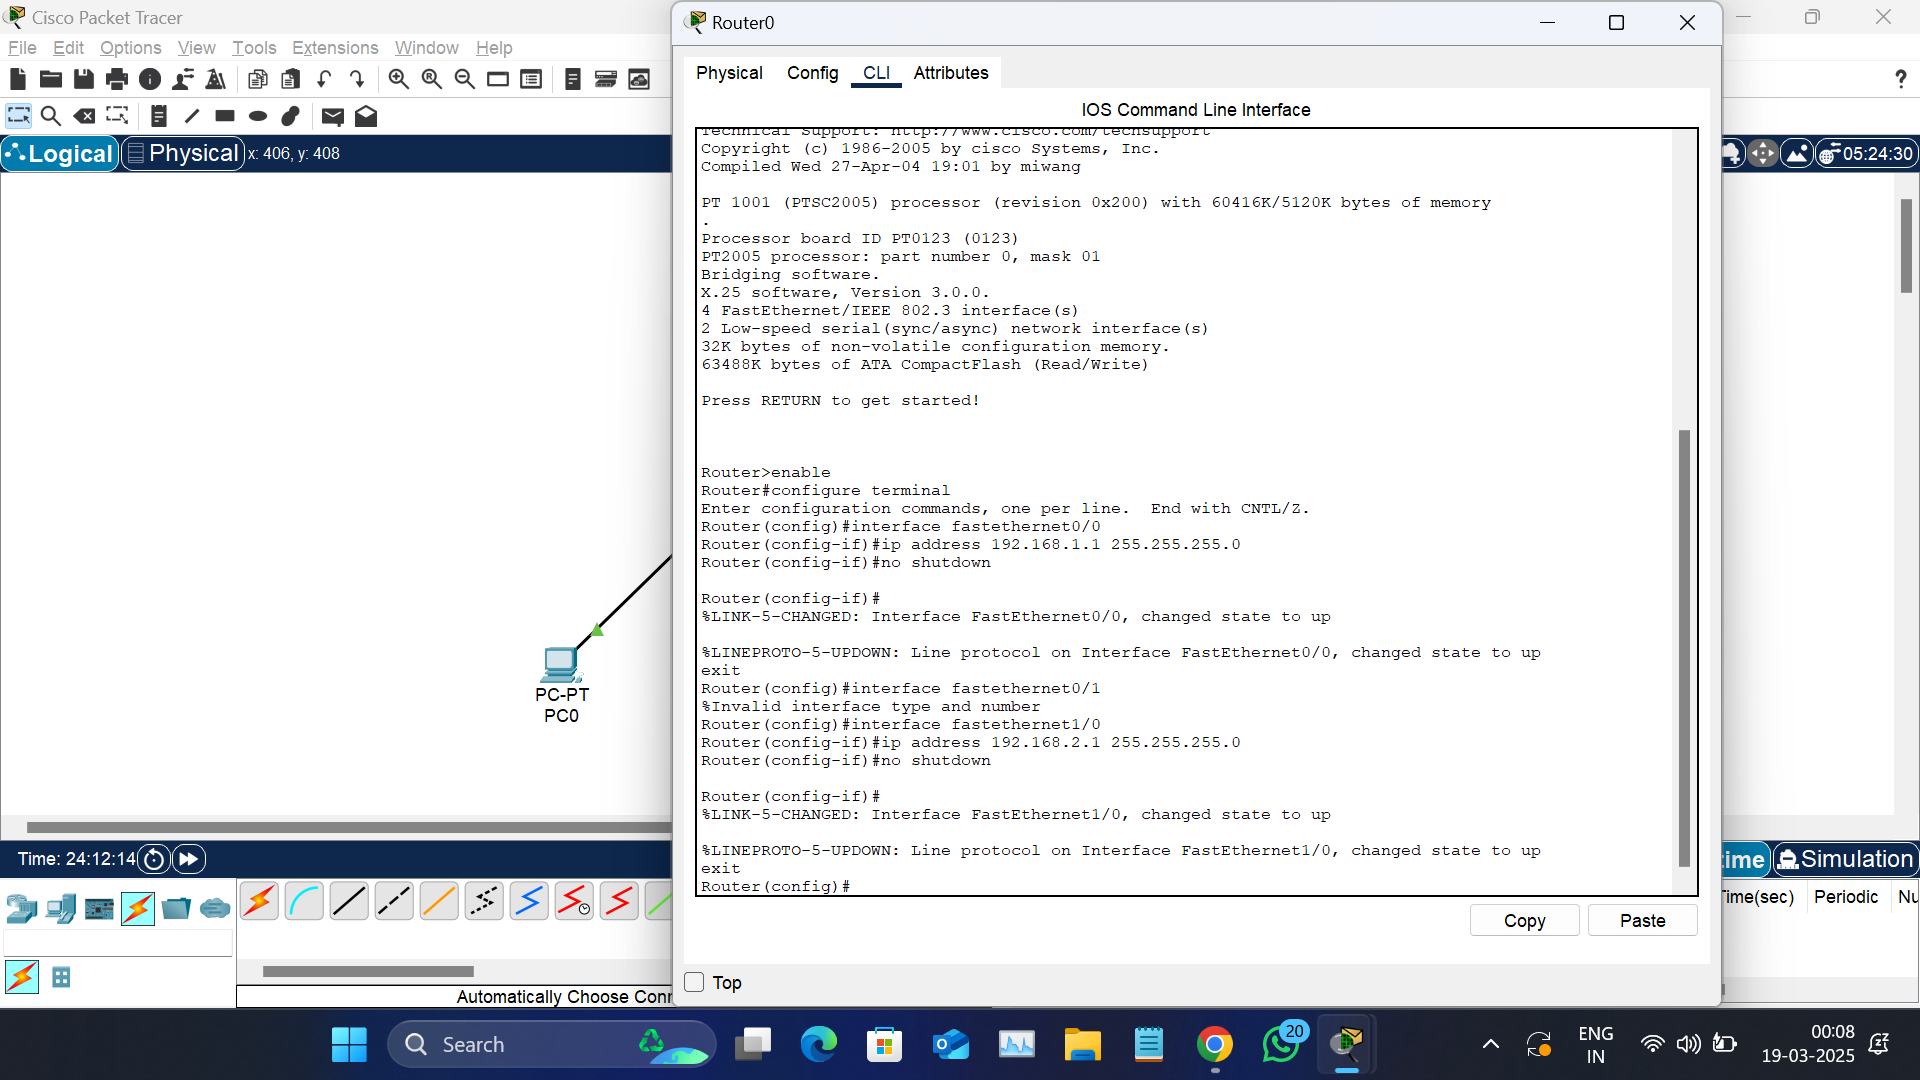 Cisco Packet Tracer
File Edit Options View Tools Extensions Window Help
Logical Physical x: 406, y: 408
PC-PT
PC0
Time: 24:12:14
Automatically Choose Conn
Router0
Physical Config CLI Attributes
IOS Command Line Interface
Technical Support: http://www.cisco.com/techsupport
Copyright (c) 1986-2005 by cisco Systems, Inc.
Compiled Wed 27-Apr-04 19:01 by miwang
PT 1001 (PTSC2005) processor (revision 0x200) with 60416K/5120K bytes of memory
.
Processor board ID PT0123 (0123)
PT2005 processor: part number 0, mask 01
Bridging software.
X.25 software, Version 3.0.0.
4 FastEthernet/IEEE 802.3 interface(s)
2 Low-speed serial(sync/async) network interface(s)
32K bytes of non-volatile configuration memory.
63488K bytes of ATA CompactFlash (Read/Write)
Press RETURN to get started!
Router>enable
Router#configure terminal
Enter configuration commands, one per line.  End with CNTL/Z.
Router(config)#interface fastethernet0/0
Router(config-if)#ip address 192.168.1.1 255.255.255.0
Router(config-if)#no shutdown
Router(config-if)#
%LINK-5-CHANGED: Interface FastEthernet0/0, changed state to up
%LINEPROTO-5-UPDOWN: Line protocol on Interface FastEthernet0/0, changed state to up
exit
Router(config)#interface fastethernet0/1
%Invalid interface type and number
Router(config)#interface fastethernet1/0
Router(config-if)#ip address 192.168.2.1 255.255.255.0
Router(config-if)#no shutdown
Router(config-if)#
%LINK-5-CHANGED: Interface FastEthernet1/0, changed state to up
%LINEPROTO-5-UPDOWN: Line protocol on Interface FastEthernet1/0, changed state to up
exit
Router(config)#
Copy Paste
Top
?
05:24:30
ime Simulation
Time(sec) Periodic Nu
Search
20
ENG
IN
00:08
19-03-2025